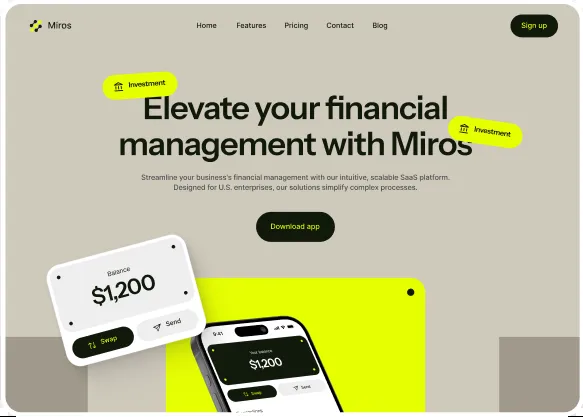 Miros
Home Features Pricing Contact Blog
Sign up
Investment
Elevate your financial
management with Miros
Investment
Streamline your business's financial management with our intuitive, scalable SaaS platform.
Designed for U.S. enterprises, our solutions simplify complex processes.
Download app
Balance
$1,200
Swap
Send
9:41
Your balance
$1,200
Swap
Send